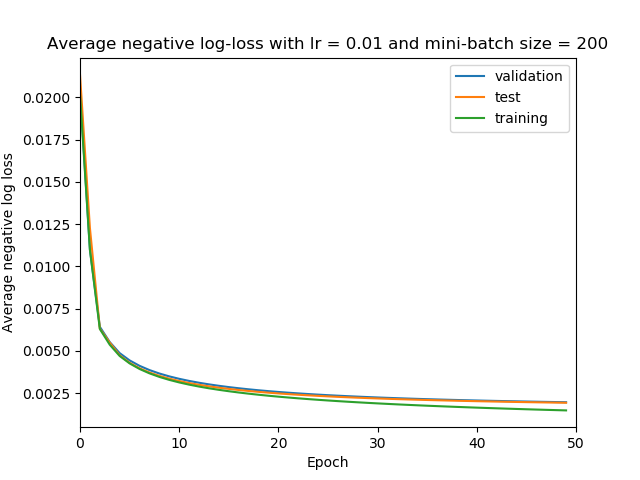 Average negative log-loss with lr = 0.01 and mini-batch size = 200
validation
test
training
Average negative log loss
0.0200
0.0175
0.0150
0.0125
0.0100
0.0075
0.0050
0.0025
0 10 20 30 40 50
Epoch